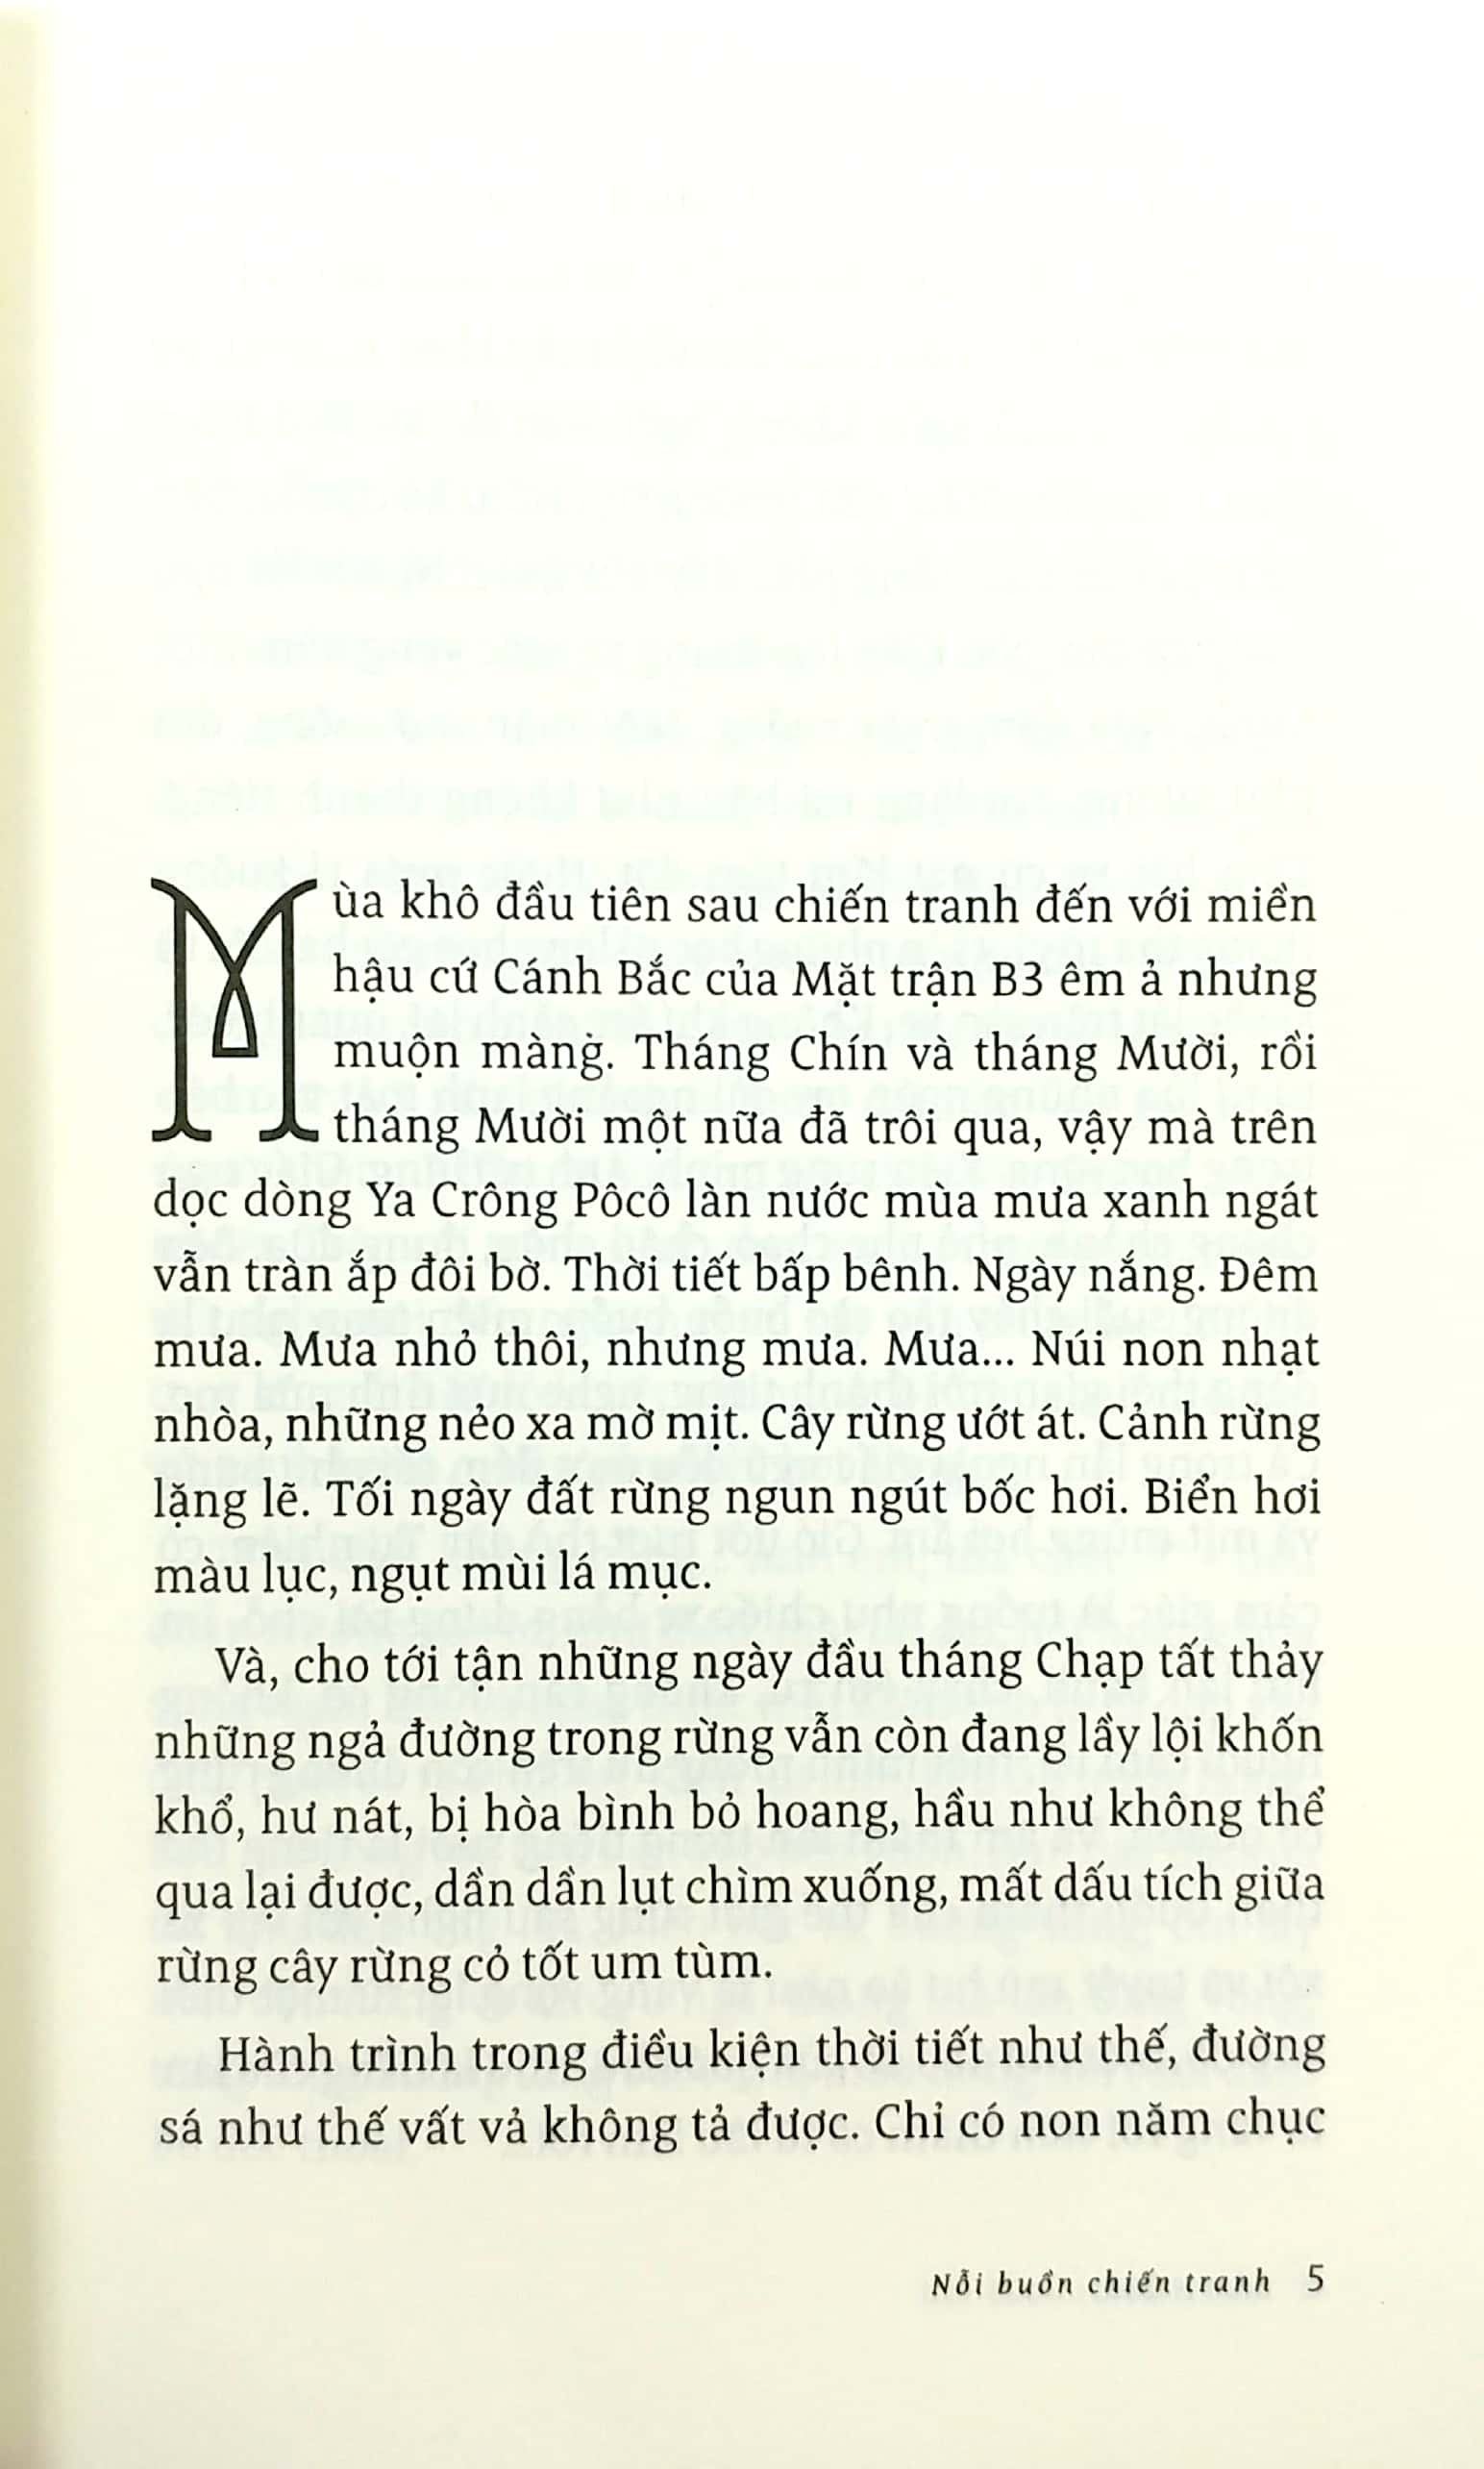 Mùa khô đầu tiên sau chiến tranh đến với miền
hậu cứ Cánh Bắc của Mặt trận B3 êm ả nhưng
muộn màng. Tháng Chín và tháng Mười, rồi
tháng Mười một nữa đã trôi qua, vậy mà trên
dọc dòng Ya Crông Pôcô làn nước mùa mưa xanh ngát
vẫn tràn ắp đôi bờ. Thời tiết bấp bênh. Ngày nắng. Đêm
mưa. Mưa nhỏ thôi, nhưng mưa. Mưa... Núi non nhạt
nhòa, những nẻo xa mờ mịt. Cây rừng ướt át. Cảnh rừng
lặng lẽ. Tối ngày đất rừng ngun ngút bốc hơi. Biển hơi
màu lục, ngụt mùi lá mục.
Và, cho tới tận những ngày đầu tháng Chạp tất thảy
những ngả đường trong rừng vẫn còn đang lầy lội khốn
khổ, hư nát, bị hòa bình bỏ hoang, hầu như không thể
qua lại được, dần dần lụt chìm xuống, mất dấu tích giữa
rừng cây rừng cỏ tốt um tùm.
Hành trình trong điều kiện thời tiết như thế, đường
sá như thế vất vả không tả được. Chỉ có non năm chục
Nỗi buồn chiến tranh 5